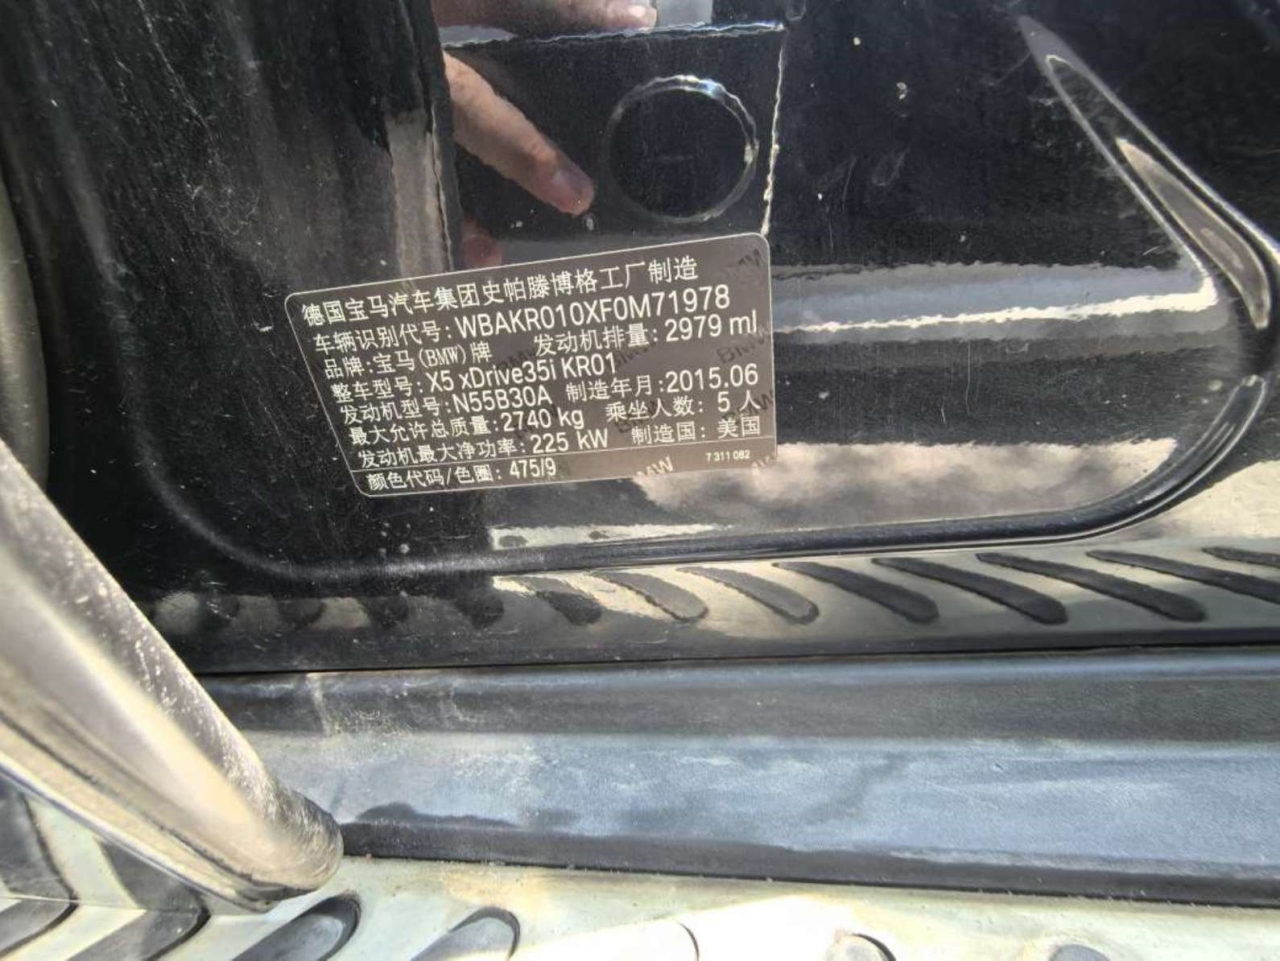 德国宝马汽车集团史帕滕博格工厂制造
车辆识别代号: WBAKR010XF0M71978
品牌: 宝马(BMW)牌 发动机排量: 2979 ml
整车型号: X5 xDrive35i KR01
发动机型号: N55B30A 制造年月: 2015.06
最大允许总质量: 2740 kg 乘坐人数: 5 人
发动机最大净功率: 225 kW 制造国: 美国
颜色代码/色圈: 475/9 7 311 082